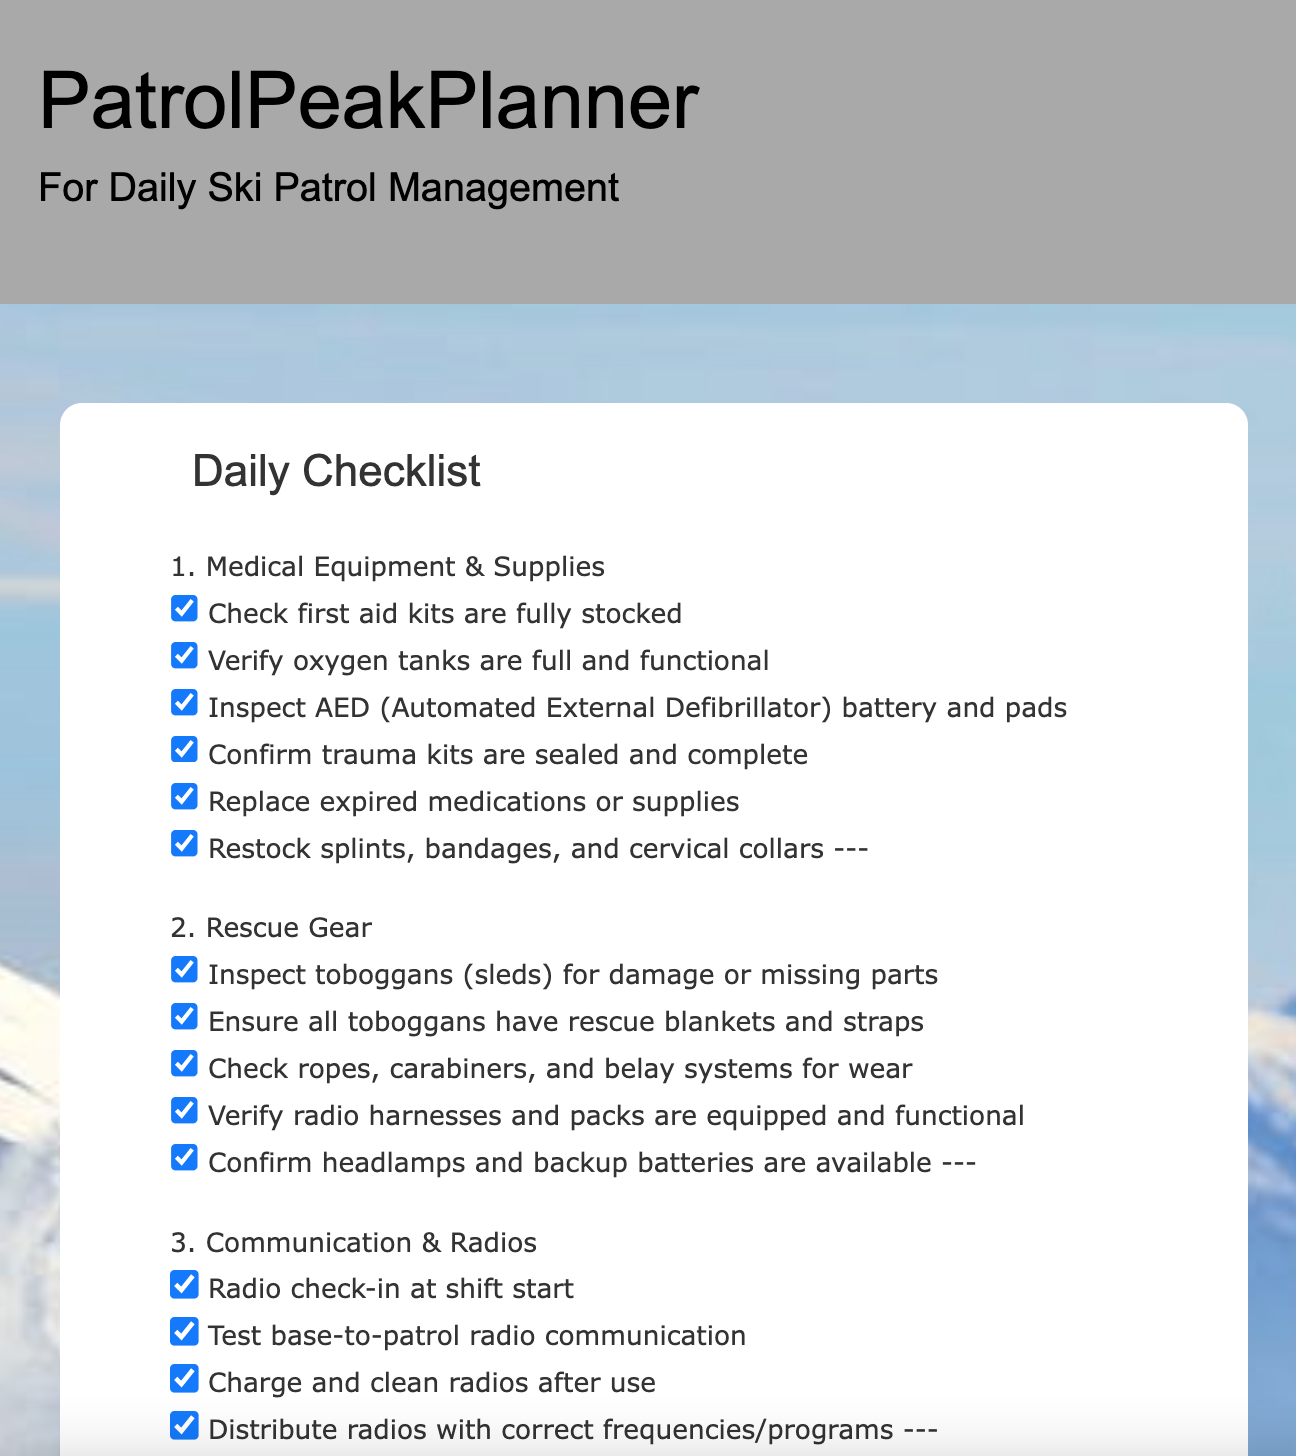 PatrolPeakPlanner
For Daily Ski Patrol Management
Daily Checklist
1. Medical Equipment & Supplies
Check first aid kits are fully stocked
Verify oxygen tanks are full and functional
Inspect AED (Automated External Defibrillator) battery and pads
Confirm trauma kits are sealed and complete
Replace expired medications or supplies
Restock splints, bandages, and cervical collars ---
2. Rescue Gear
Inspect toboggans (sleds) for damage or missing parts
Ensure all toboggans have rescue blankets and straps
Check ropes, carabiners, and belay systems for wear
Verify radio harnesses and packs are equipped and functional
Confirm headlamps and backup batteries are available ---
3. Communication & Radios
Radio check-in at shift start
Test base-to-patrol radio communication
Charge and clean radios after use
Distribute radios with correct frequencies/programs ---